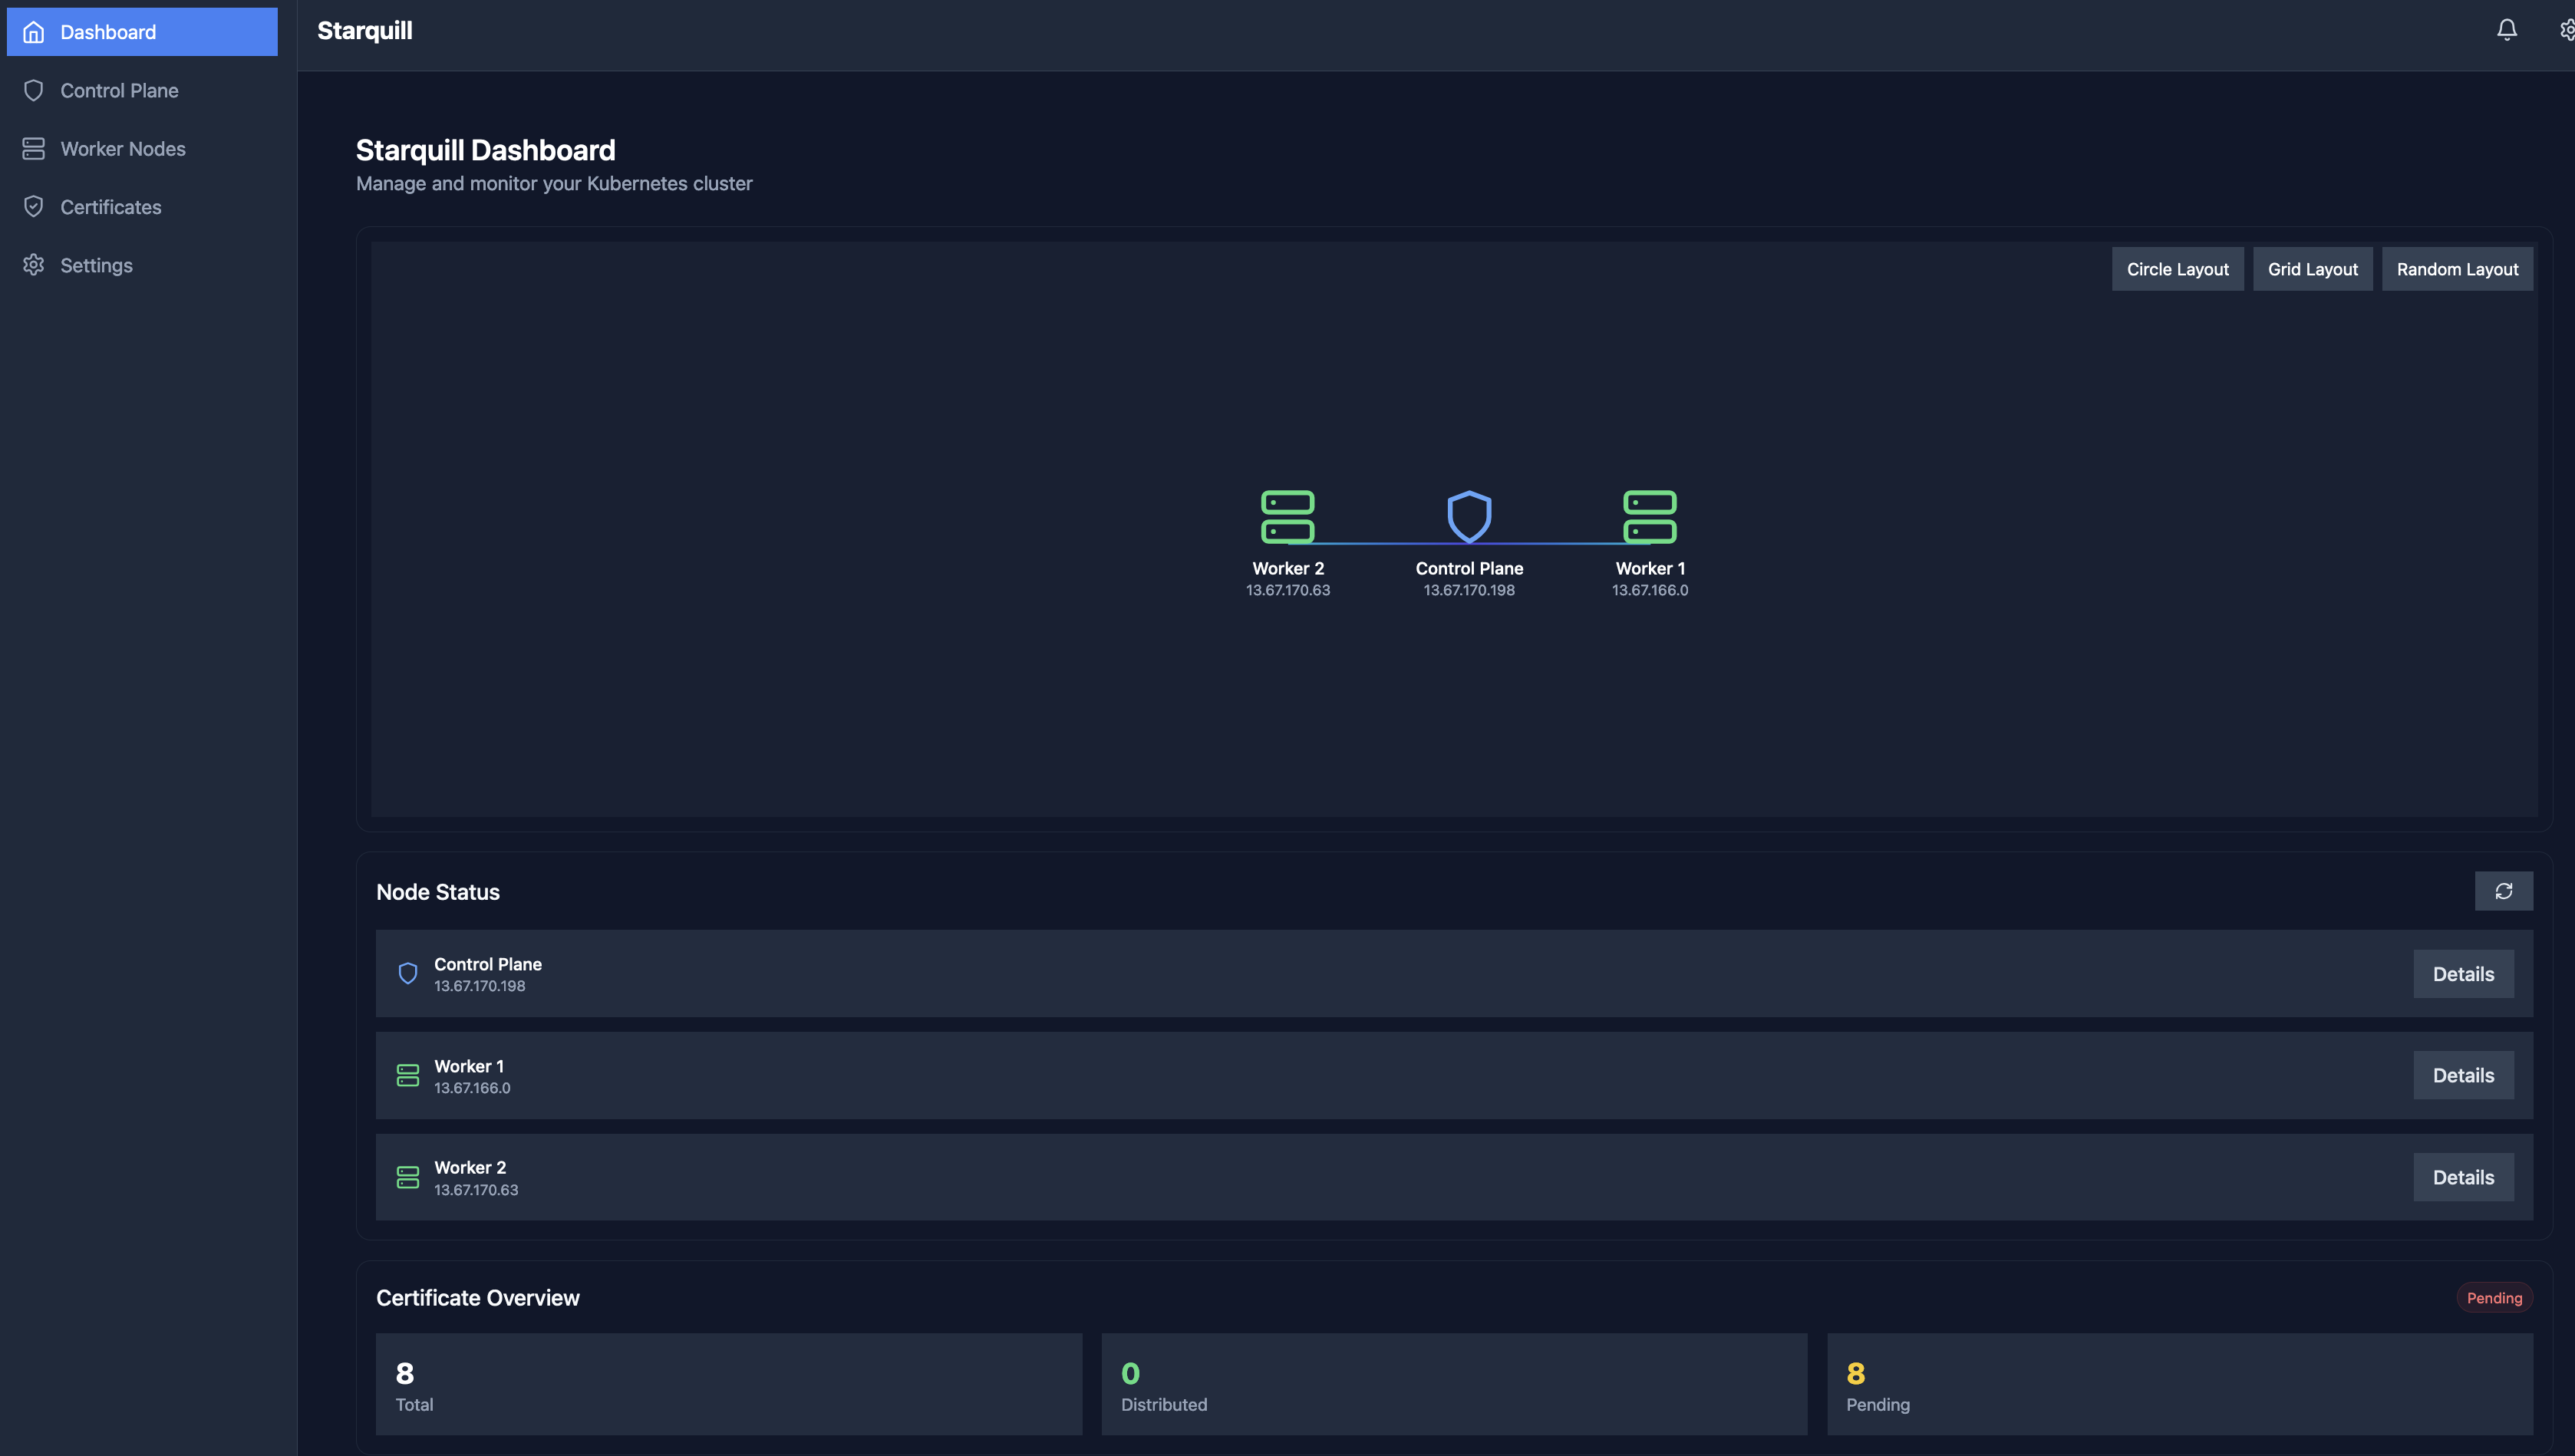 Dashboard
Control Plane
Worker Nodes
Certificates
Settings
Starquill
Starquill Dashboard
Manage and monitor your Kubernetes cluster
Circle Layout
Grid Layout
Random Layout
Worker 2
13.67.170.63
Control Plane
13.67.170.198
Worker 1
13.67.166.0
Node Status
Control Plane
13.67.170.198
Details
Worker 1
13.67.166.0
Details
Worker 2
13.67.170.63
Details
Certificate Overview
Pending
8
Total
0
Distributed
8
Pending